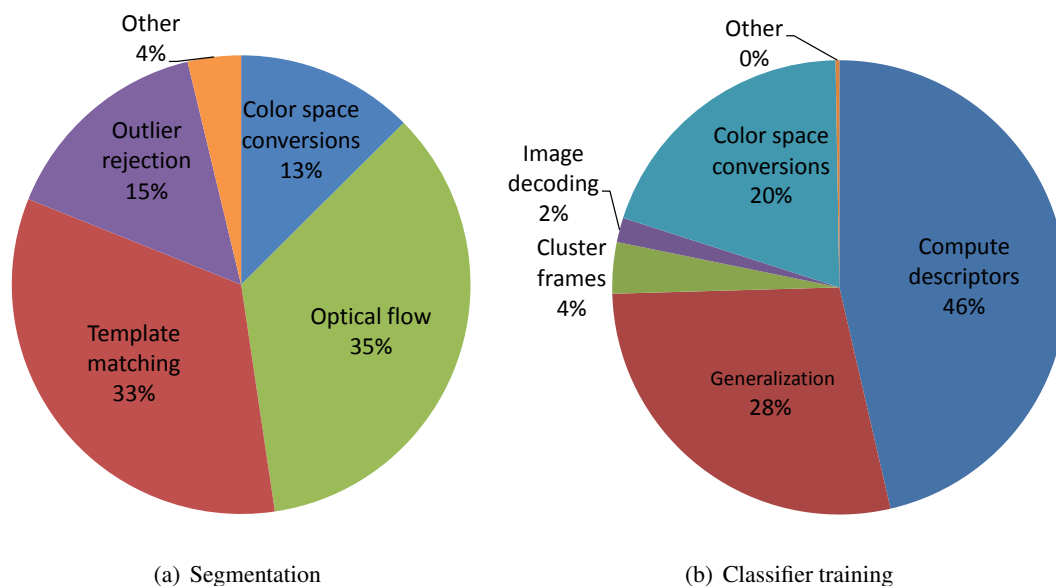 Other
4%
Color space
conversions
13%
Outlier
rejection
15%
Optical flow
35%
Template
matching
33%
(a) Segmentation
Other
0%
Color space
conversions
20%
Image
decoding
2%
Cluster
frames
4%
Compute
descriptors
46%
Generalization
28%
(b) Classifier training